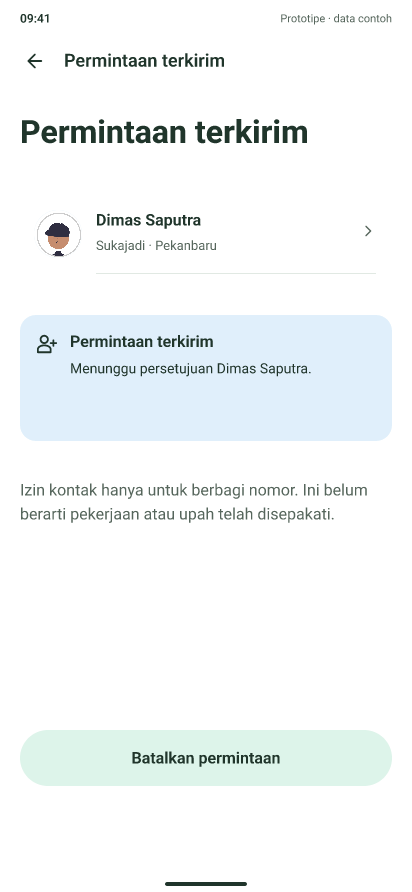 09:41
Prototipe · data contoh
Permintaan terkirim
Permintaan terkirim
Dimas Saputra
Sukajadi · Pekanbaru
Permintaan terkirim
Menunggu persetujuan Dimas Saputra.
Izin kontak hanya untuk berbagi nomor. Ini belum
berarti pekerjaan atau upah telah disepakati.
Batalkan permintaan